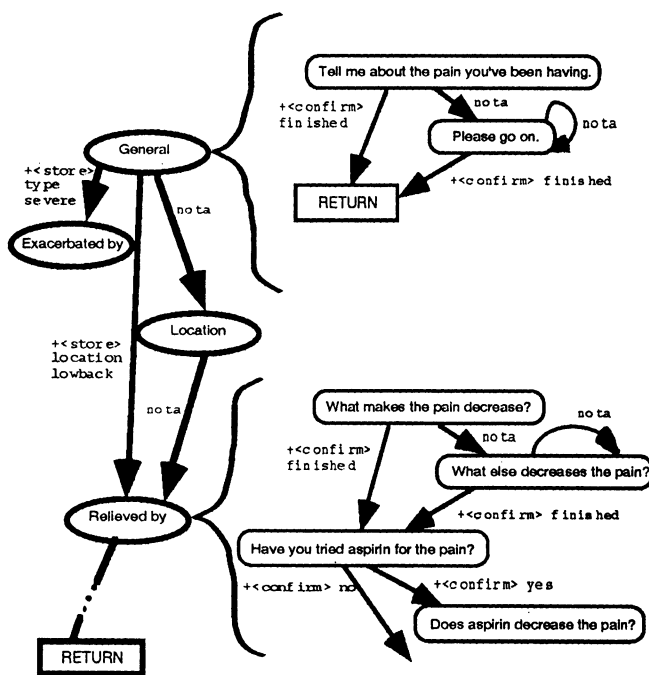 Tell me about the pain you've been having.
+<confirm>
finished
nota
Please go on.
nota
General
+<confirm> finished
RETURN
+<store>
type
severe
nota
Exacerbated by
Location
+<store>
location
lowback
nota
What makes the pain decrease?
nota
+<confirm>
finished
nota
What else decreases the pain?
Relieved by
+<confirm> finished
Have you tried aspirin for the pain?
+<confirm> no
+<confirm> yes
Does aspirin decrease the pain?
RETURN